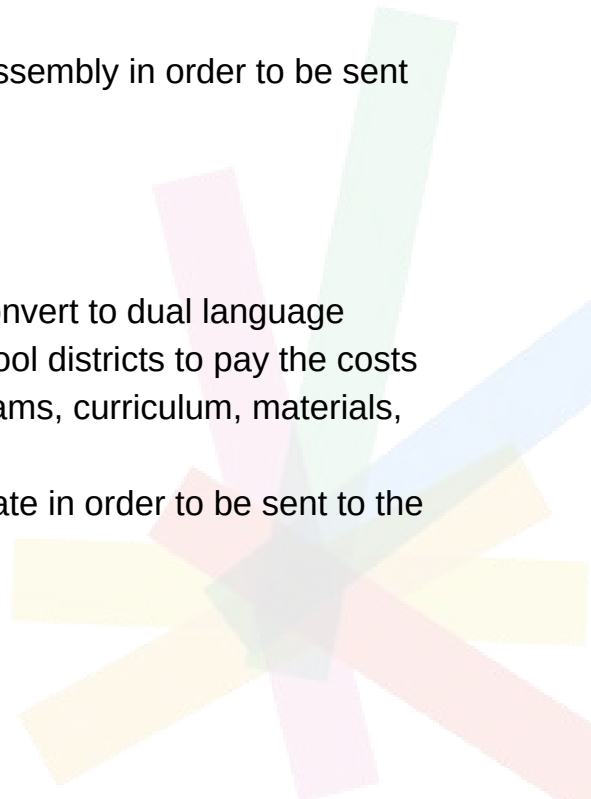 ssembly in order to be sent
nvert to dual language
ool districts to pay the costs
ams, curriculum, materials,
ate in order to be sent to the